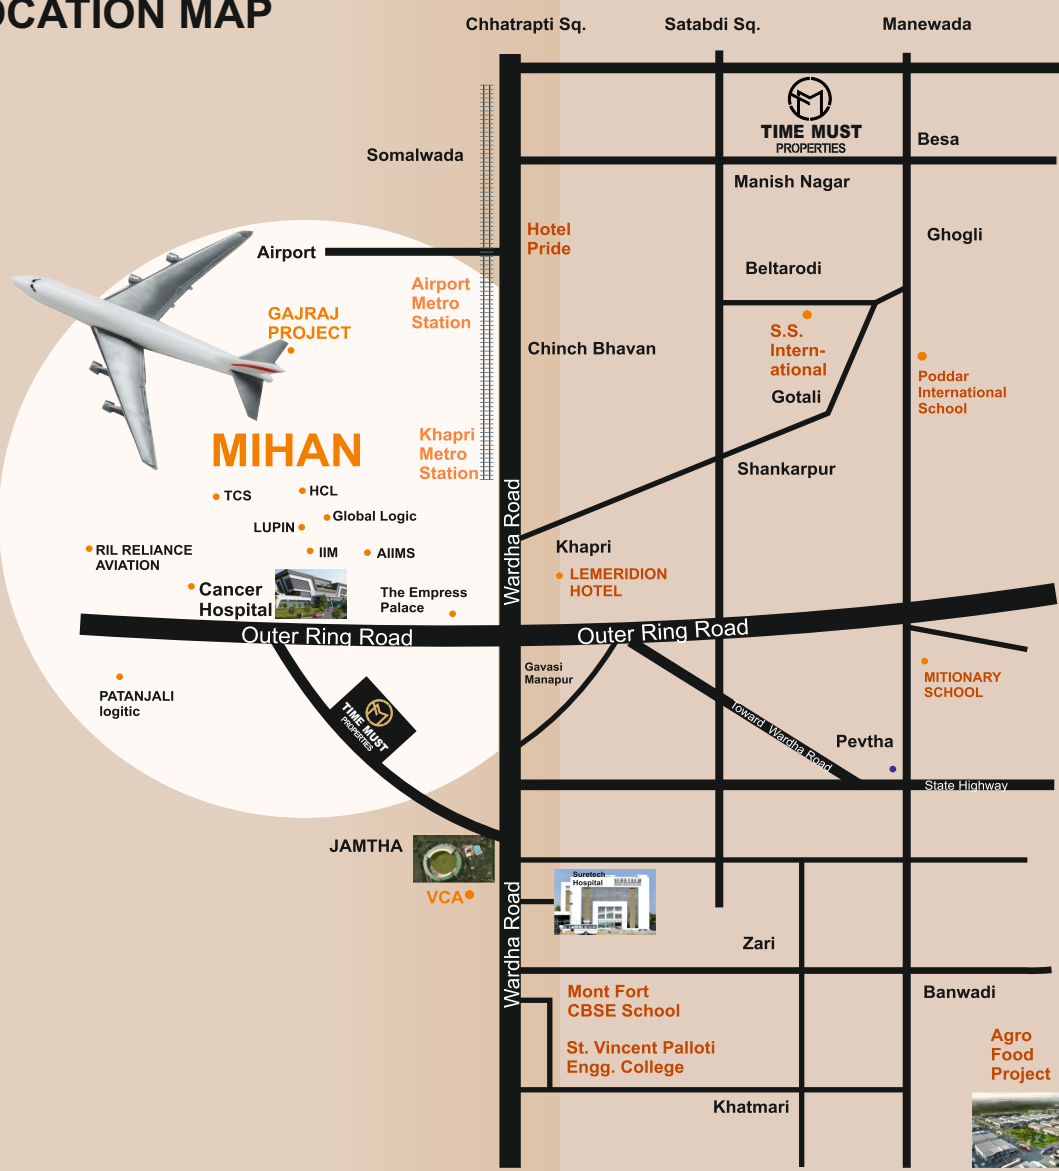 OCATION MAP
Chhatrapti Sq.
Satabdi Sq.
Manewada
TIME MUST
PROPERTIES
Besa
Somalwada
Manish Nagar
Hotel
Pride
Ghogli
Airport
Beltarodi
Airport
Metro
Station
GAJRAJ
PROJECT
S.S.
Intern-
ational
Chinch Bhavan
Poddar
International
School
Gotali
MIHAN
Khapri
Metro
Station
Shankarpur
TCS
HCL
Global Logic
LUPIN
Wardha Road
RIL RELIANCE
AVIATION
IIM
AIIMS
Khapri
LEMERIDION
HOTEL
Cancer
Hospital
The Empress
Palace
Outer Ring Road
Outer Ring Road
Gavasi
Manapur
MITIONARY
SCHOOL
PATANJALI
logitic
TIME MUST
PROPERTIES
Toward Wardha Road
Pevtha
State Highway
JAMTHA
VCA
Suretech
Hospital
Wardha Road
Zari
Mont Fort
CBSE School
Banwadi
St. Vincent Palloti
Engg. College
Agro
Food
Project
Khatmari